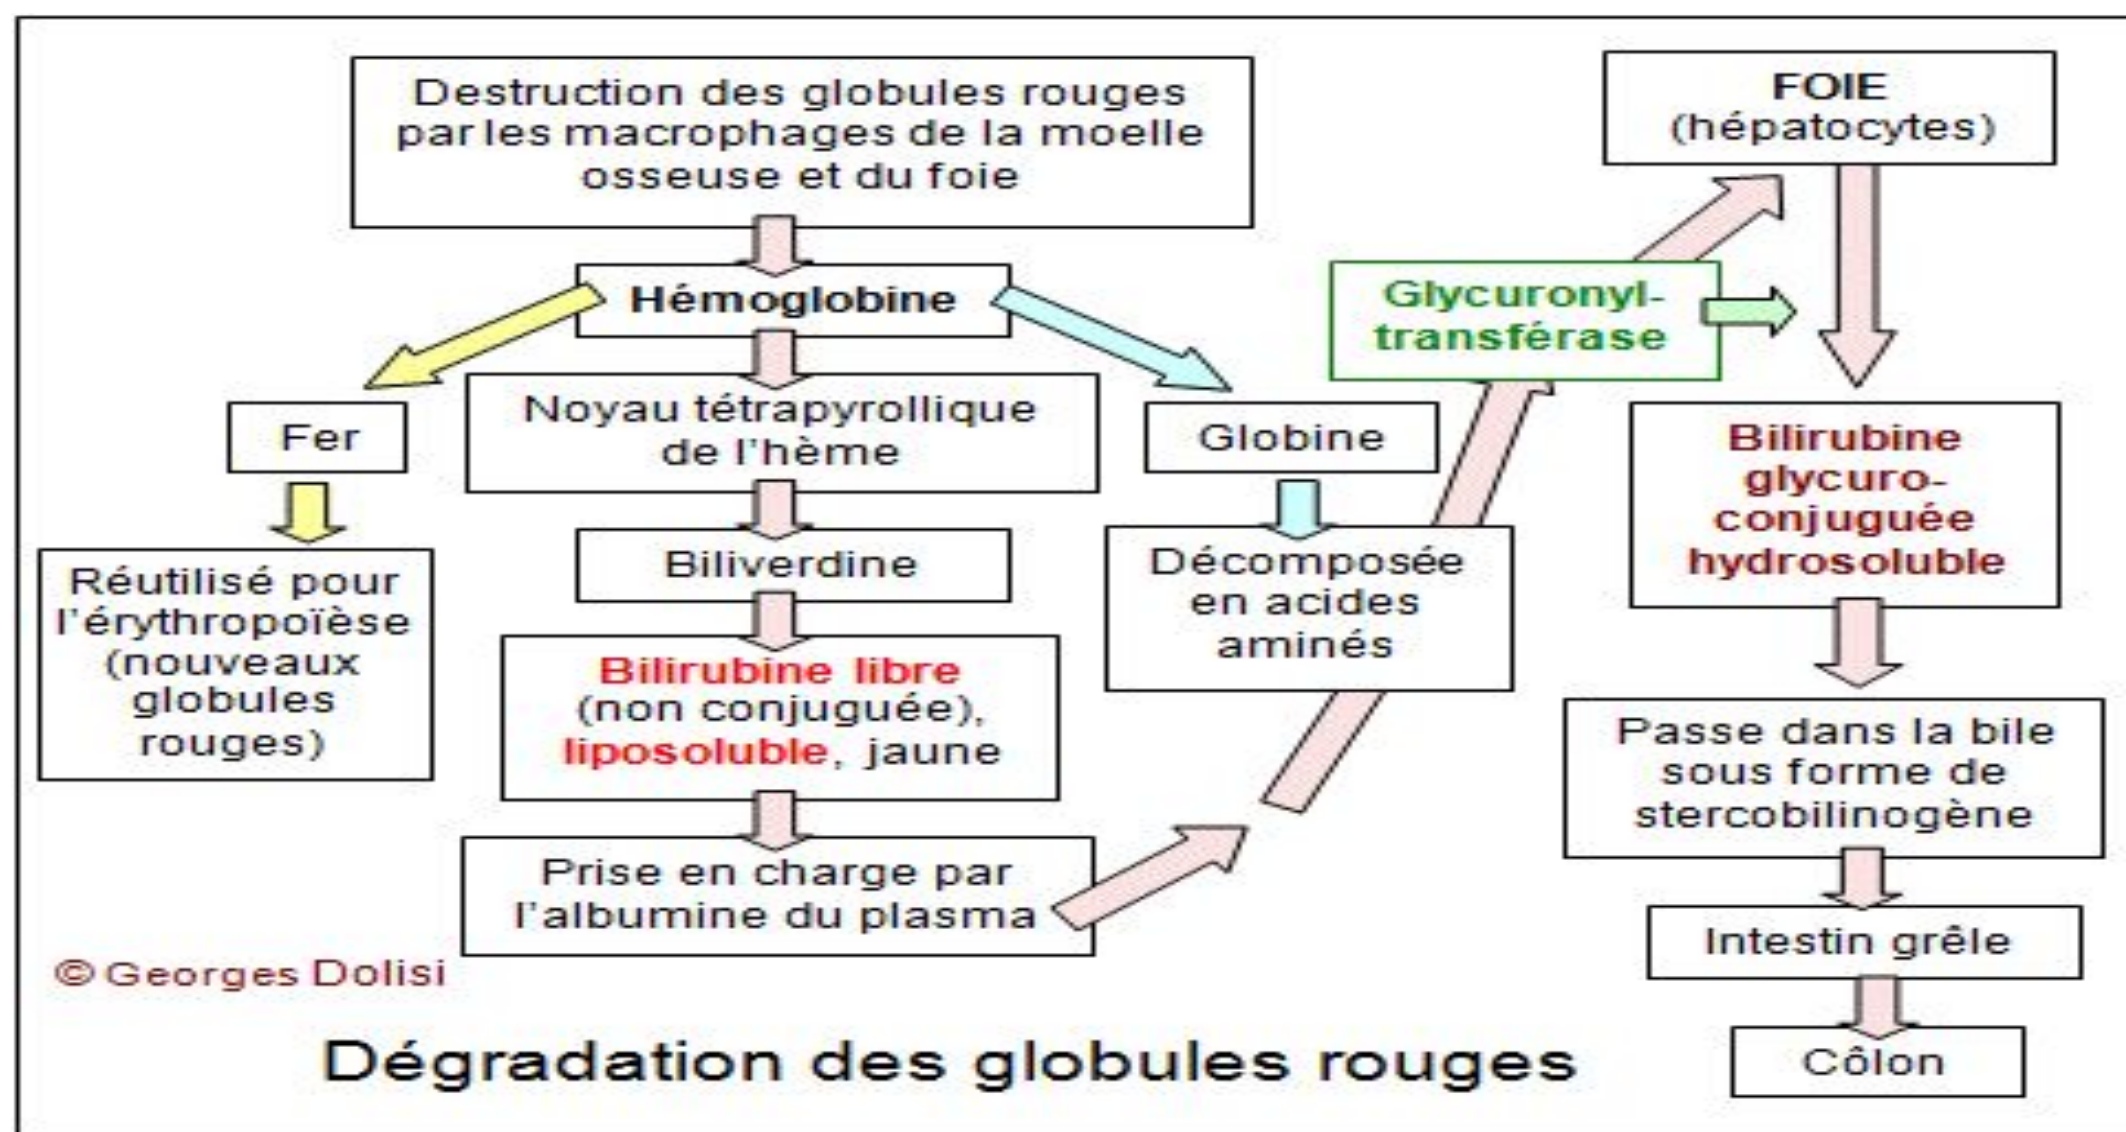 Destruction des globules rouges
par les macrophages de la moelle
osseuse et du foie
Hémoglobine
Fer
Réutilisé pour
l'érythropoïèse
(nouveaux
globules
rouges)
Noyau tétrapyrollique
de l'hème
Biliverdine
Bilirubine libre
(non conjuguée),
liposoluble, jaune
Prise en charge par
l'albumine du plasma
Globine
Décomposée
en acides
aminés
FOIE
(hépatocytes)
Glycuronyl-
transférase
Bilirubine
glycuro-
conjuguée
hydrosoluble
Passe dans la bile
sous forme de
stercobilinogène
Intestin grêle
Côlon
© Georges Dolisi
Dégradation des globules rouges